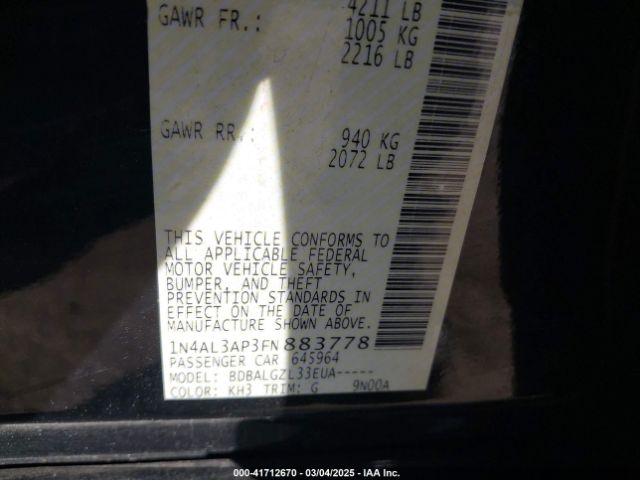 4211 LB
GAWR FR.: 1005 KG
2216 LB
GAWR RR.: 940 KG
2072 LB
THIS VEHICLE CONFORMS TO
ALL APPLICABLE FEDERAL
MOTOR VEHICLE SAFETY,
BUMPER, AND THEFT
PREVENTION STANDARDS IN
EFFECT ON THE DATE OF
MANUFACTURE SHOWN ABOVE.
1N4AL3AP3FN883778
PASSENGER CAR 645964
MODEL: BDBALGZL33EUA-----
COLOR: KH3 TRIM: G 9N00A
000-41712670 - 03/04/2025 - IAA Inc.